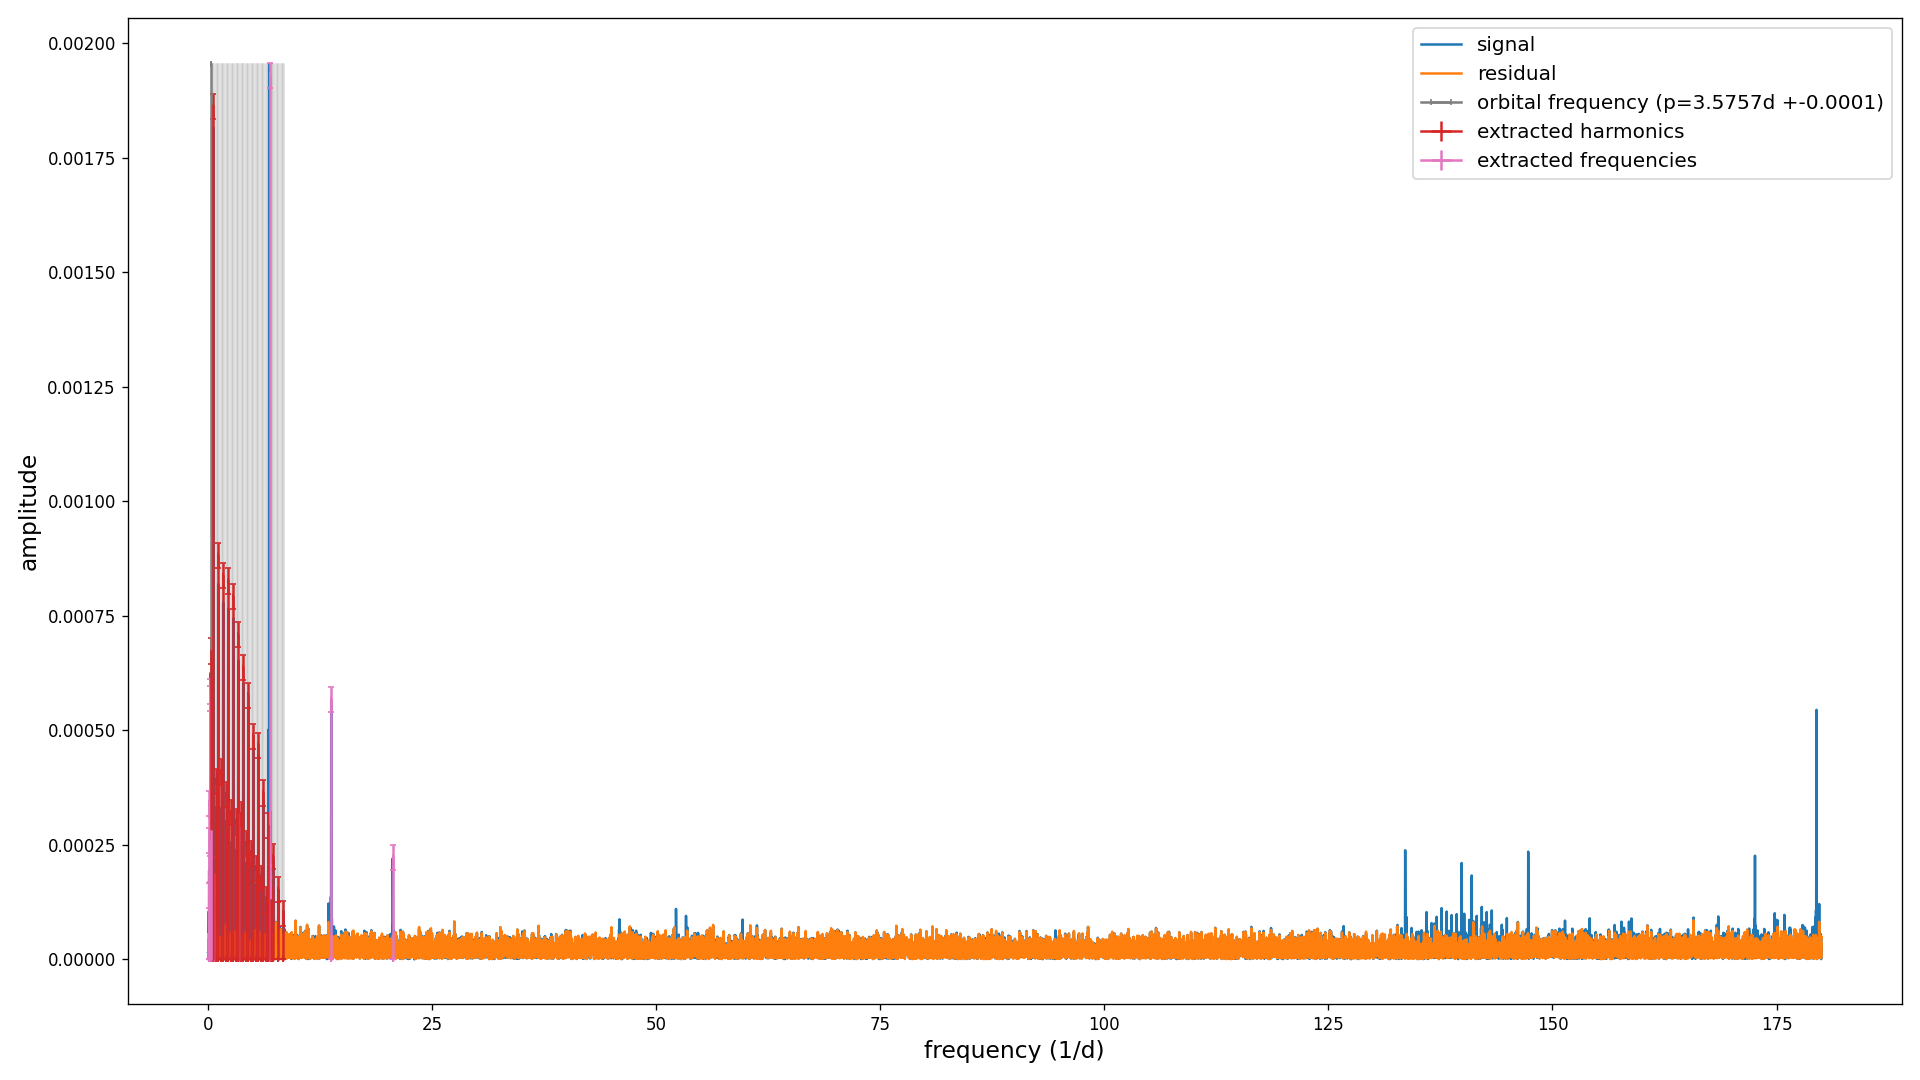 0.00200
0.00175
0.00150
0.00125
0.00100
0.00075
0.00050
0.00025
0.00000
amplitude
0
25
50
75
100
125
150
175
frequency (1/d)
signal
residual
orbital frequency (p=3.5757d +-0.0001)
extracted harmonics
extracted frequencies